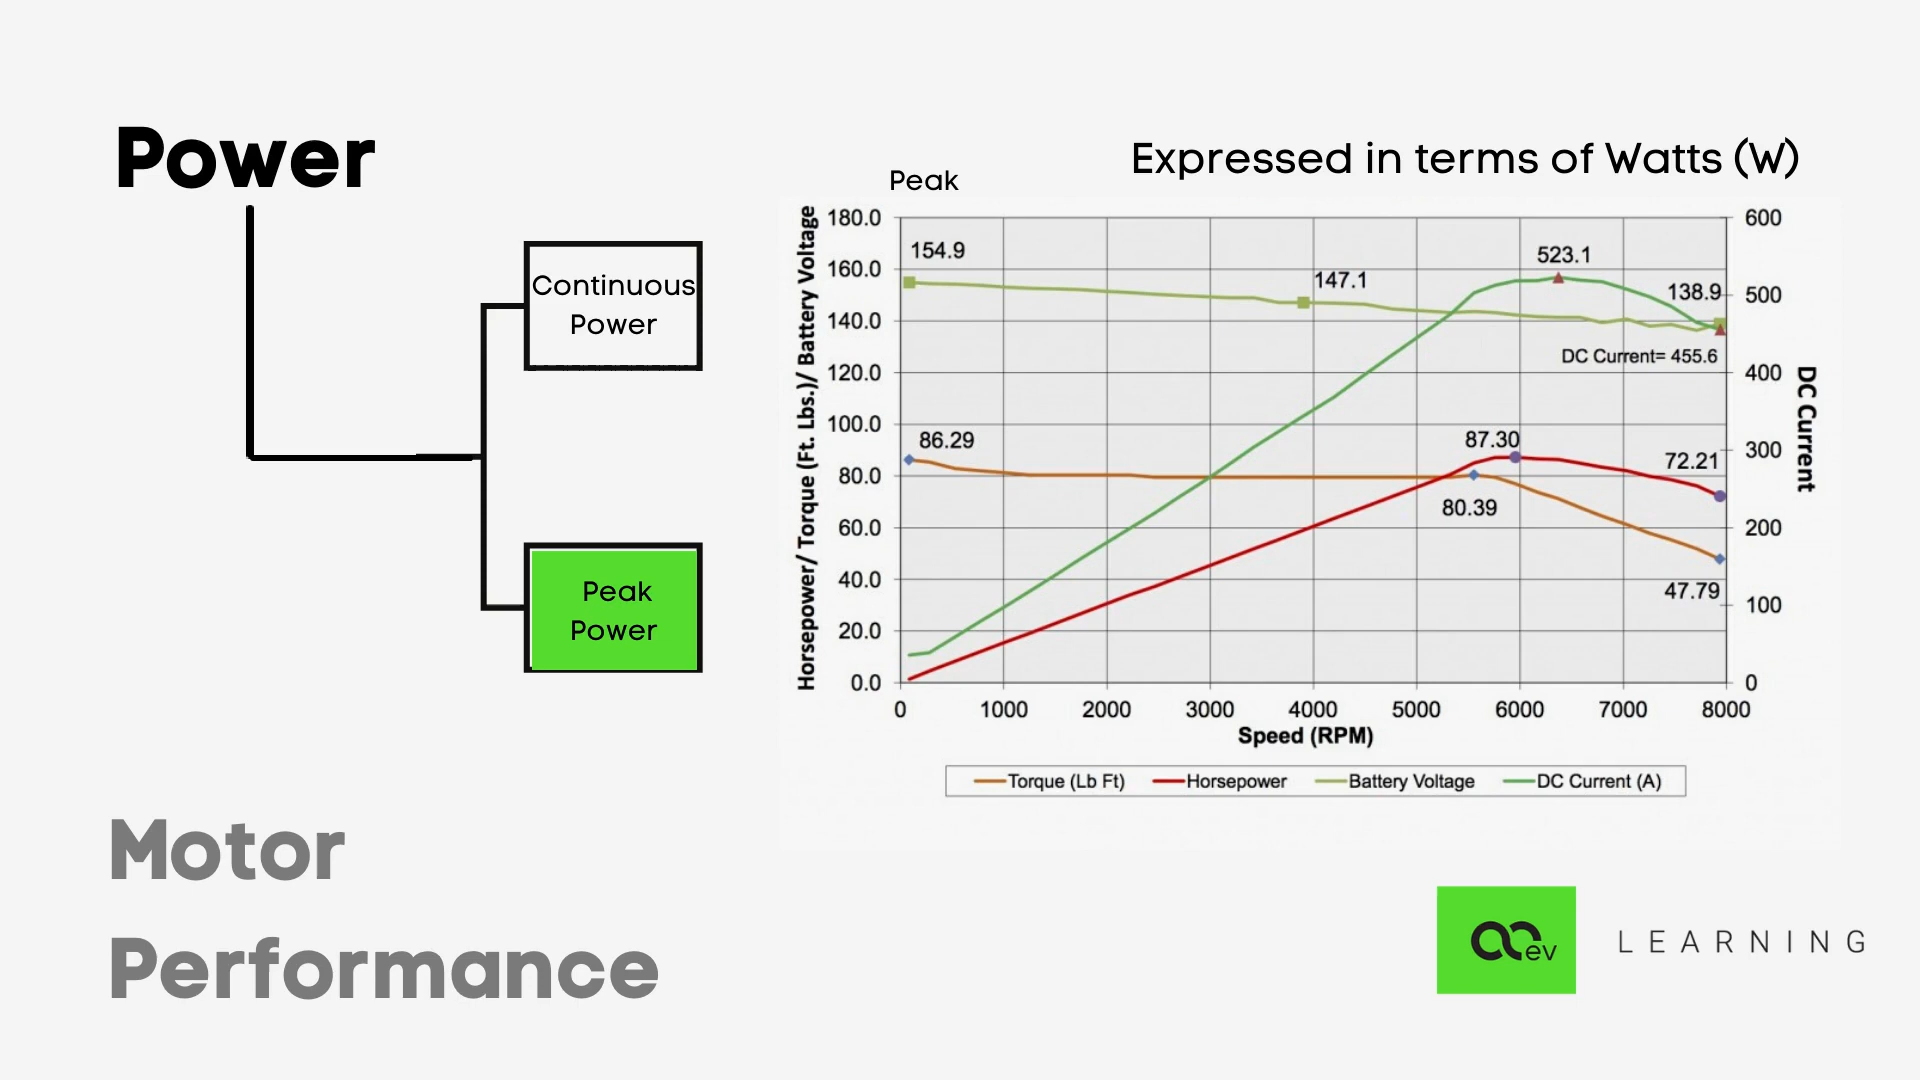 Power
Expressed in terms of Watts (W)
Peak
Continuous
Power
Peak
Power
Horsepower/ Torque (Ft. Lbs.)/ Battery Voltage
180.0
160.0
140.0
120.0
100.0
80.0
60.0
40.0
20.0
0.0
154.9
147.1
523.1
138.9
DC Current= 455.6
86.29
87.30
72.21
80.39
47.79
600
500
400
300
200
100
0
DC Current
0 1000 2000 3000 4000 5000 6000 7000 8000
Speed (RPM)
Torque (Lb Ft) Horsepower Battery Voltage DC Current (A)
Motor
Performance
ev
LEARNING